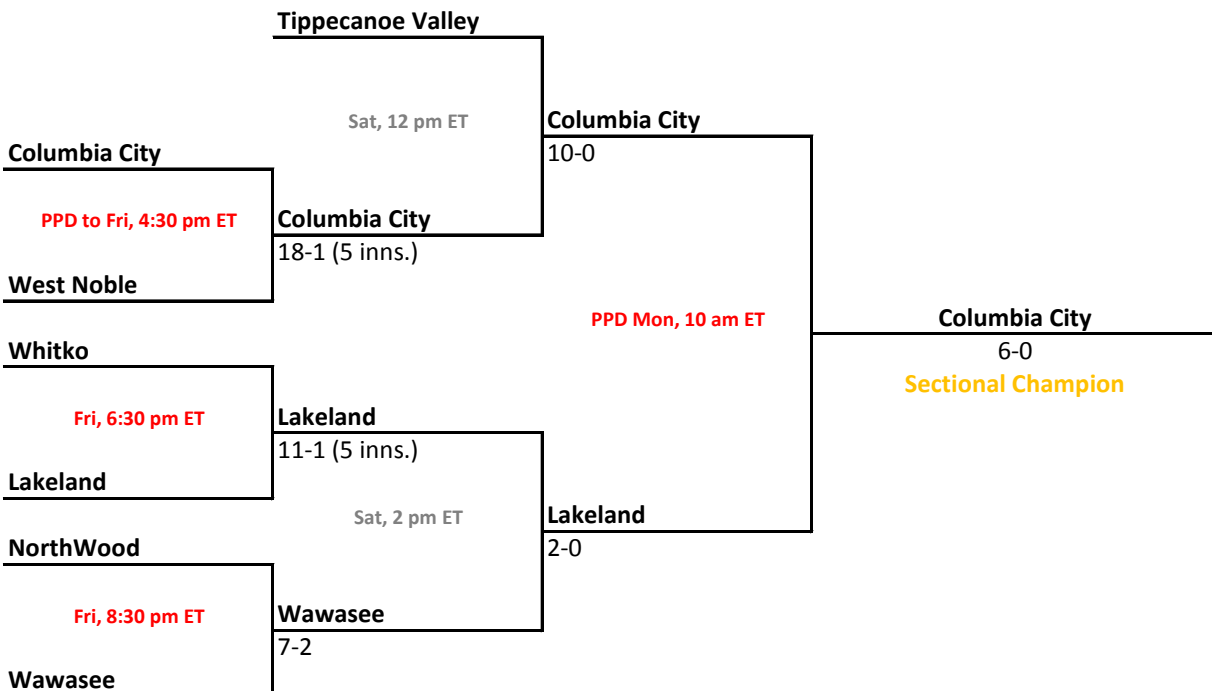 Tippecanoe Valley
Sat, 12 pm ET
Columbia City
10-0
Columbia City
PPD to Fri, 4:30 pm ET
Columbia City
18-1 (5 inns.)
West Noble
PPD Mon, 10 am ET
Columbia City
6-0
Sectional Champion
Whitko
Fri, 6:30 pm ET
Lakeland
11-1 (5 inns.)
Lakeland
Sat, 2 pm ET
Lakeland
2-0
NorthWood
Fri, 8:30 pm ET
Wawasee
7-2
Wawasee